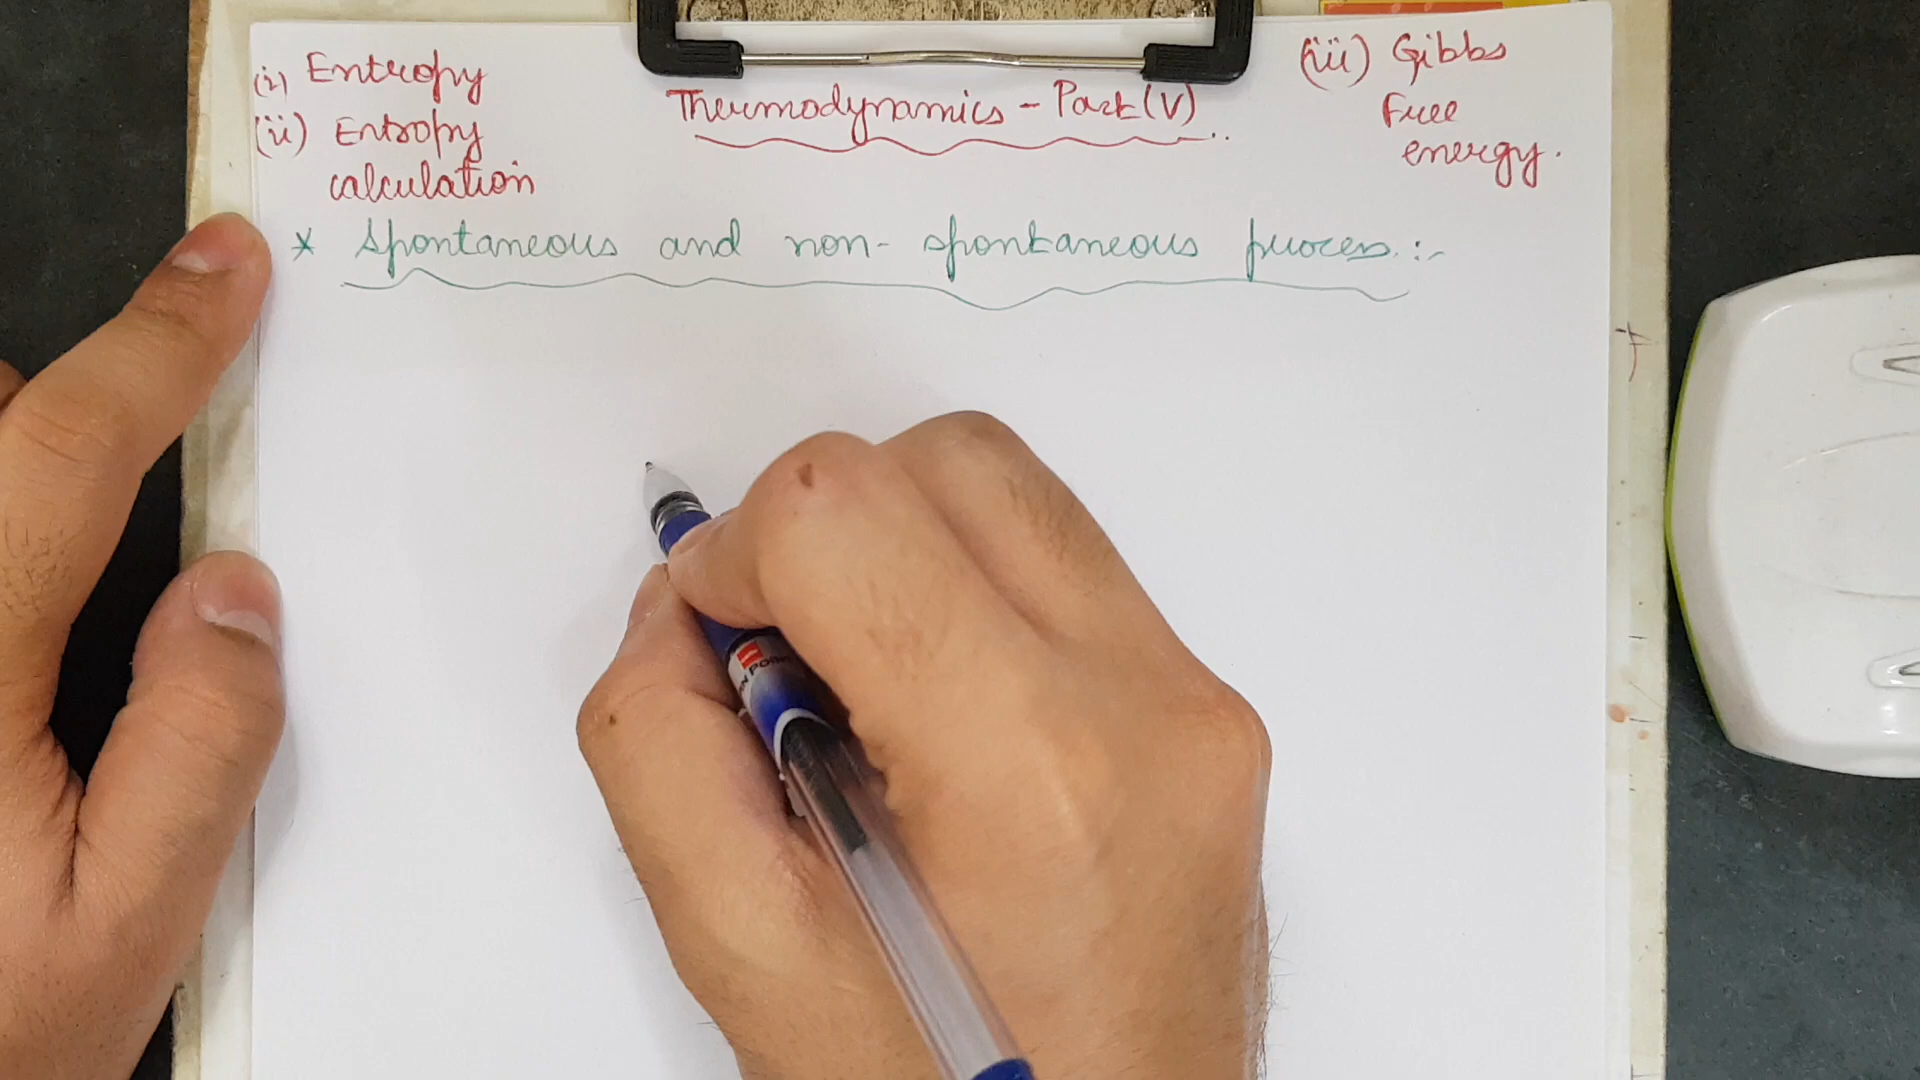 (i) Entropy
(ii) Entropy
calculation
Thermodynamics - Part (V)
(iii) Gibbs
Free
energy.
* Spontaneous and non-spontaneous process :-